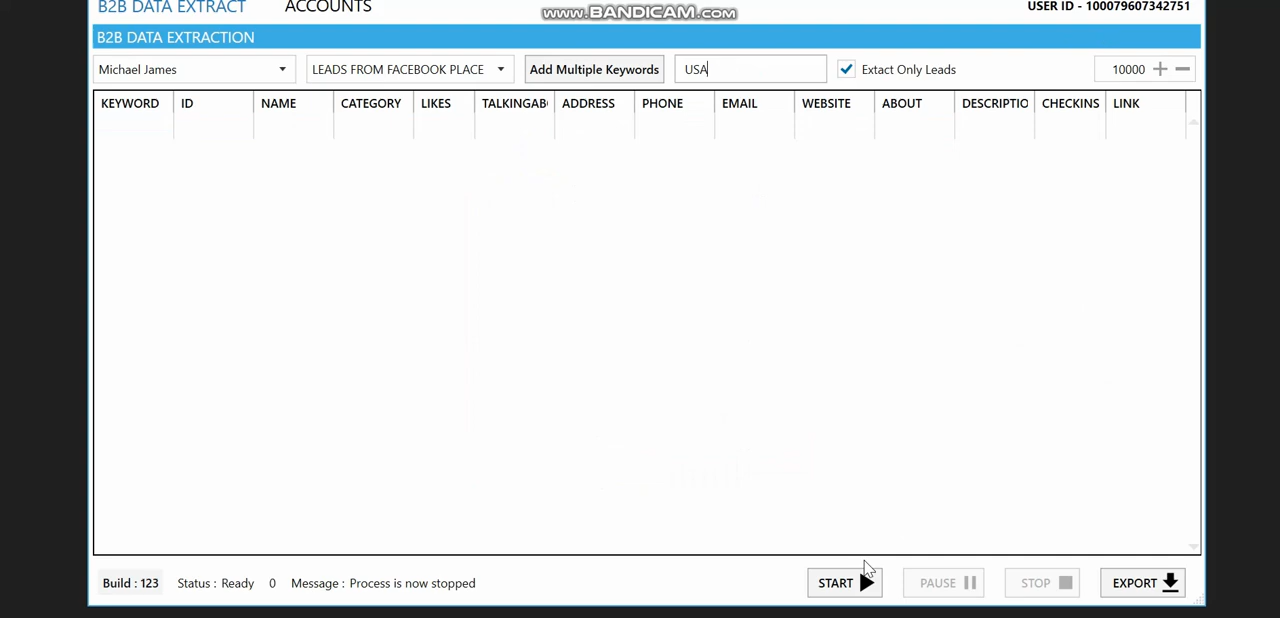 B2B DATA EXTRACT ACCOUNTS www.BANDICAM.com USER ID - 100079607342751
B2B DATA EXTRACTION
Michael James LEADS FROM FACEBOOK PLACE Add Multiple Keywords USA Extact Only Leads 10000
KEYWORD ID NAME CATEGORY LIKES TALKINGAB ADDRESS PHONE EMAIL WEBSITE ABOUT DESCRIPTIO CHECKINS LINK
Build : 123 Status : Ready 0 Message : Process is now stopped START PAUSE STOP EXPORT